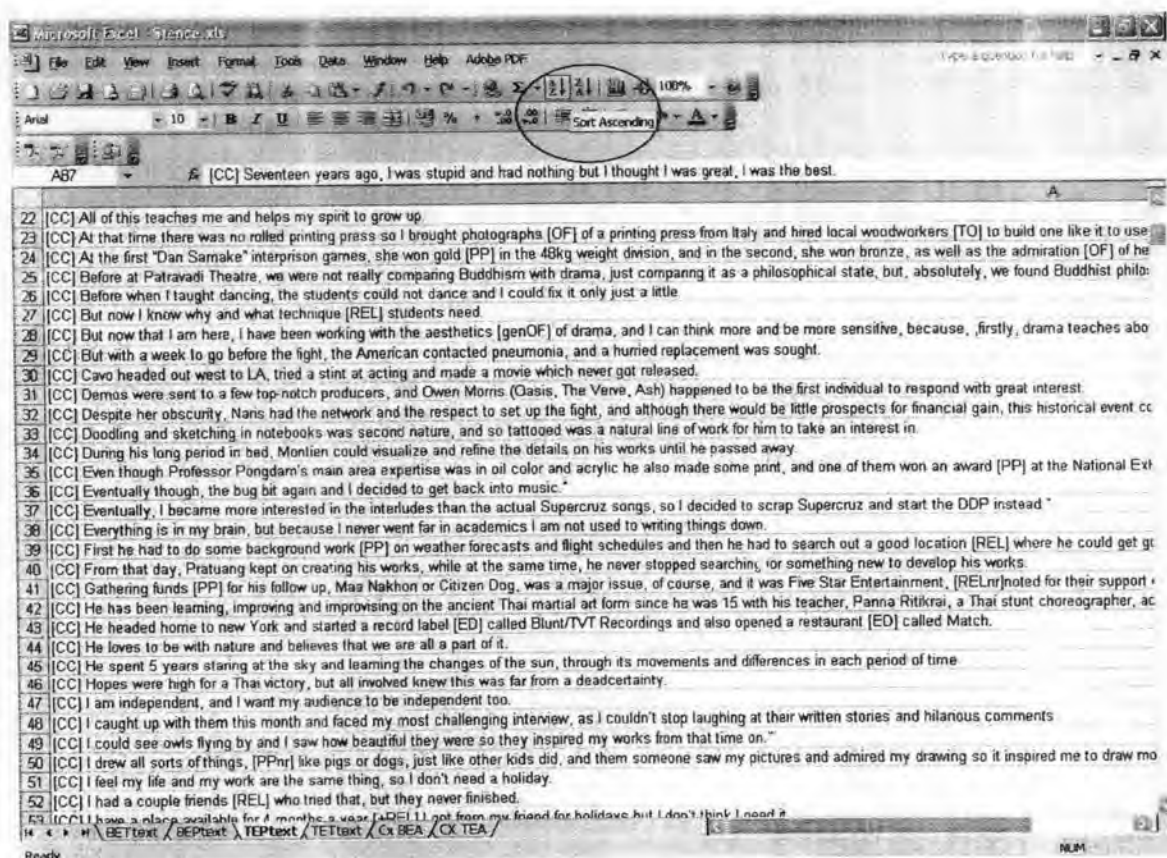 Microsoft Excel - Stence.xls
File Edit View Insert Format Tools Data Window Help Adobe PDF
Type a question for help
100%
Arial 10 B I U % A
Sort Ascending
A87 fx [CC] Seventeen years ago, I was stupid and had nothing but I thought I was great, I was the best.
A
22 [CC] All of this teaches me and helps my spirit to grow up.
23 [CC] At that time there was no rolled printing press so I brought photographs [OF] of a printing press from Italy and hired local woodworkers [TO] to build one like it to use
24 [CC] At the first "Dan Samake" interprison games, she won gold [PP] in the 48kg weight division, and in the second, she won bronze, as well as the admiration [OF] of he
25 [CC] Before at Patravadi Theatre, we were not really comparing Buddhism with drama, just comparing it as a philosophical state, but, absolutely, we found Buddhist philo
26 [CC] Before when I taught dancing, the students could not dance and I could fix it only just a little
27 [CC] But now I know why and what technique [REL] students need.
28 [CC] But now that I am here, I have been working with the aesthetics [genOF] of drama, and I can think more and be more sensitive, because, ,firstly, drama teaches abo
29 [CC] But with a week to go before the fight, the American contacted pneumonia, and a hurried replacement was sought.
30 [CC] Cavo headed out west to LA, tried a stint at acting and made a movie which never got released.
31 [CC] Demos were sent to a few top-notch producers, and Owen Morris (Oasis, The Verve, Ash) happened to be the first individual to respond with great interest.
32 [CC] Despite her obscurity, Naris had the network and the respect to set up the fight, and although there would be little prospects for financial gain, this historical event cc
33 [CC] Doodling and sketching in notebooks was second nature, and so tattooed was a natural line of work for him to take an interest in.
34 [CC] During his long period in bed, Montien could visualize and refine the details on his works until he passed away.
35 [CC] Even though Professor Pongdam's main area expertise was in oil color and acrylic he also made some print, and one of them won an award [PP] at the National Exh
36 [CC] Eventually though, the bug bit again and I decided to get back into music."
37 [CC] Eventually, I became more interested in the interludes than the actual Supercruz songs, so I decided to scrap Supercruz and start the DDP instead "
38 [CC] Everything is in my brain, but because I never went far in academics I am not used to writing things down.
39 [CC] First he had to do some background work [PP] on weather forecasts and flight schedules and then he had to search out a good location [REL] where he could get gc
40 [CC] From that day, Pratuang kept on creating his works, while at the same time, he never stopped searching for something new to develop his works.
41 [CC] Gathering funds [PP] for his follow up, Maa Nakhon or Citizen Dog, was a major issue, of course, and it was Five Star Entertainment, [RELnr]noted for their support
42 [CC] He has been learning, improving and improvising on the ancient Thai martial art form since he was 15 with his teacher, Panna Ritikrai, a Thai stunt choreographer, ac
43 [CC] He headed home to new York and started a record label [ED] called Blunt/TVT Recordings and also opened a restaurant [ED] called Match.
44 [CC] He loves to be with nature and believes that we are all a part of it.
45 [CC] He spent 5 years staring at the sky and learning the changes of the sun, through its movements and differences in each period of time
46 [CC] Hopes were high for a Thai victory, but all involved knew this was far from a deadcertainty.
47 [CC] I am independent, and I want my audience to be independent too.
48 [CC] I caught up with them this month and faced my most challenging interview, as I couldn't stop laughing at their written stories and hilarious comments
49 [CC] I could see owls flying by and I saw how beautiful they were so they inspired my works from that time on."
50 [CC] I drew all sorts of things, [PPnr] like pigs or dogs, just like other kids did, and them someone saw my pictures and admired my drawing so it inspired me to draw mo
51 [CC] I feel my life and my work are the same thing, so I don't need a holiday.
52 [CC] I had a couple friends [REL] who tried that, but they never finished.
53 [CC] I have a place available for 4 months a year [+REL] I got from my friend for holidays but I don't think I need it
BETtext BEPtext TEPtext TETtext Cx BEA CX TEA
Ready NUM